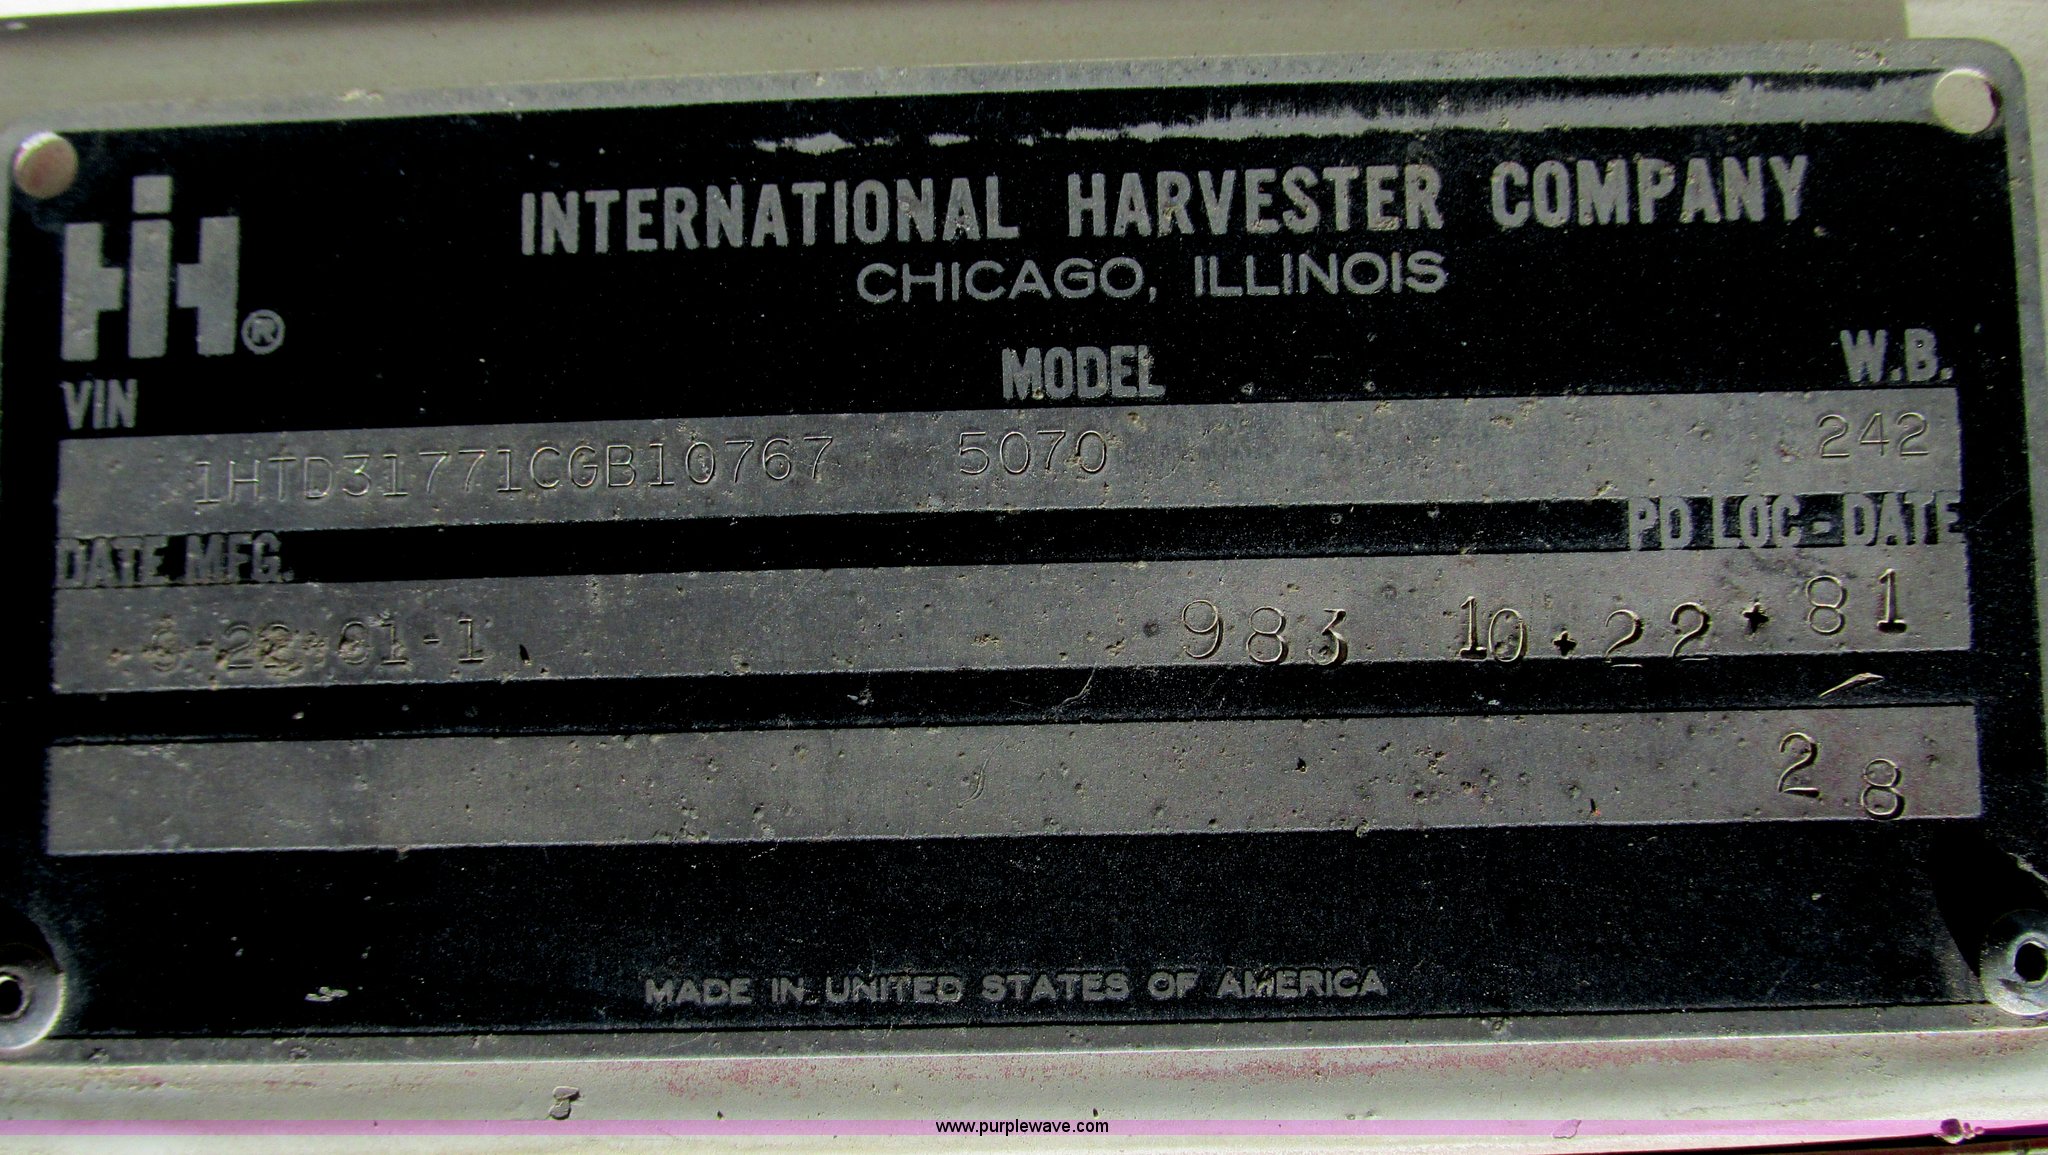 IH®
INTERNATIONAL HARVESTER COMPANY
CHICAGO, ILLINOIS
VIN MODEL W.B.
1HTD31771CGB10767 5070 242
DATE MFG. PD LOC - DATE
983 10 • 22 • 81
28
MADE IN UNITED STATES OF AMERICA
www.purplewave.com